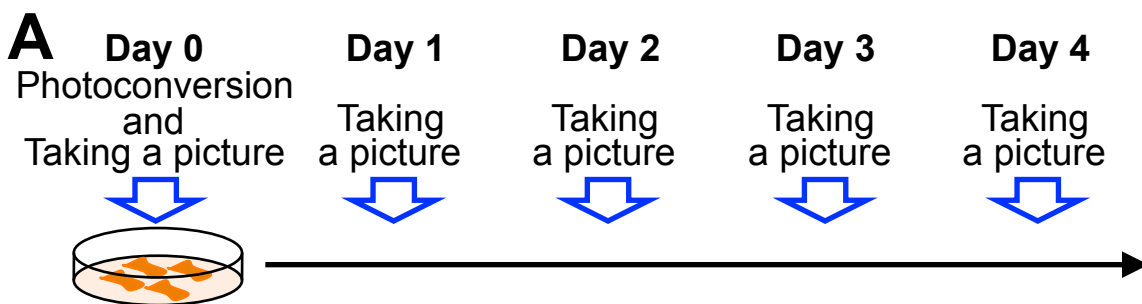 A
Day 0
Photoconversion
and
Taking a picture
Day 1
Taking
a picture
Day 2
Taking
a picture
Day 3
Taking
a picture
Day 4
Taking
a picture